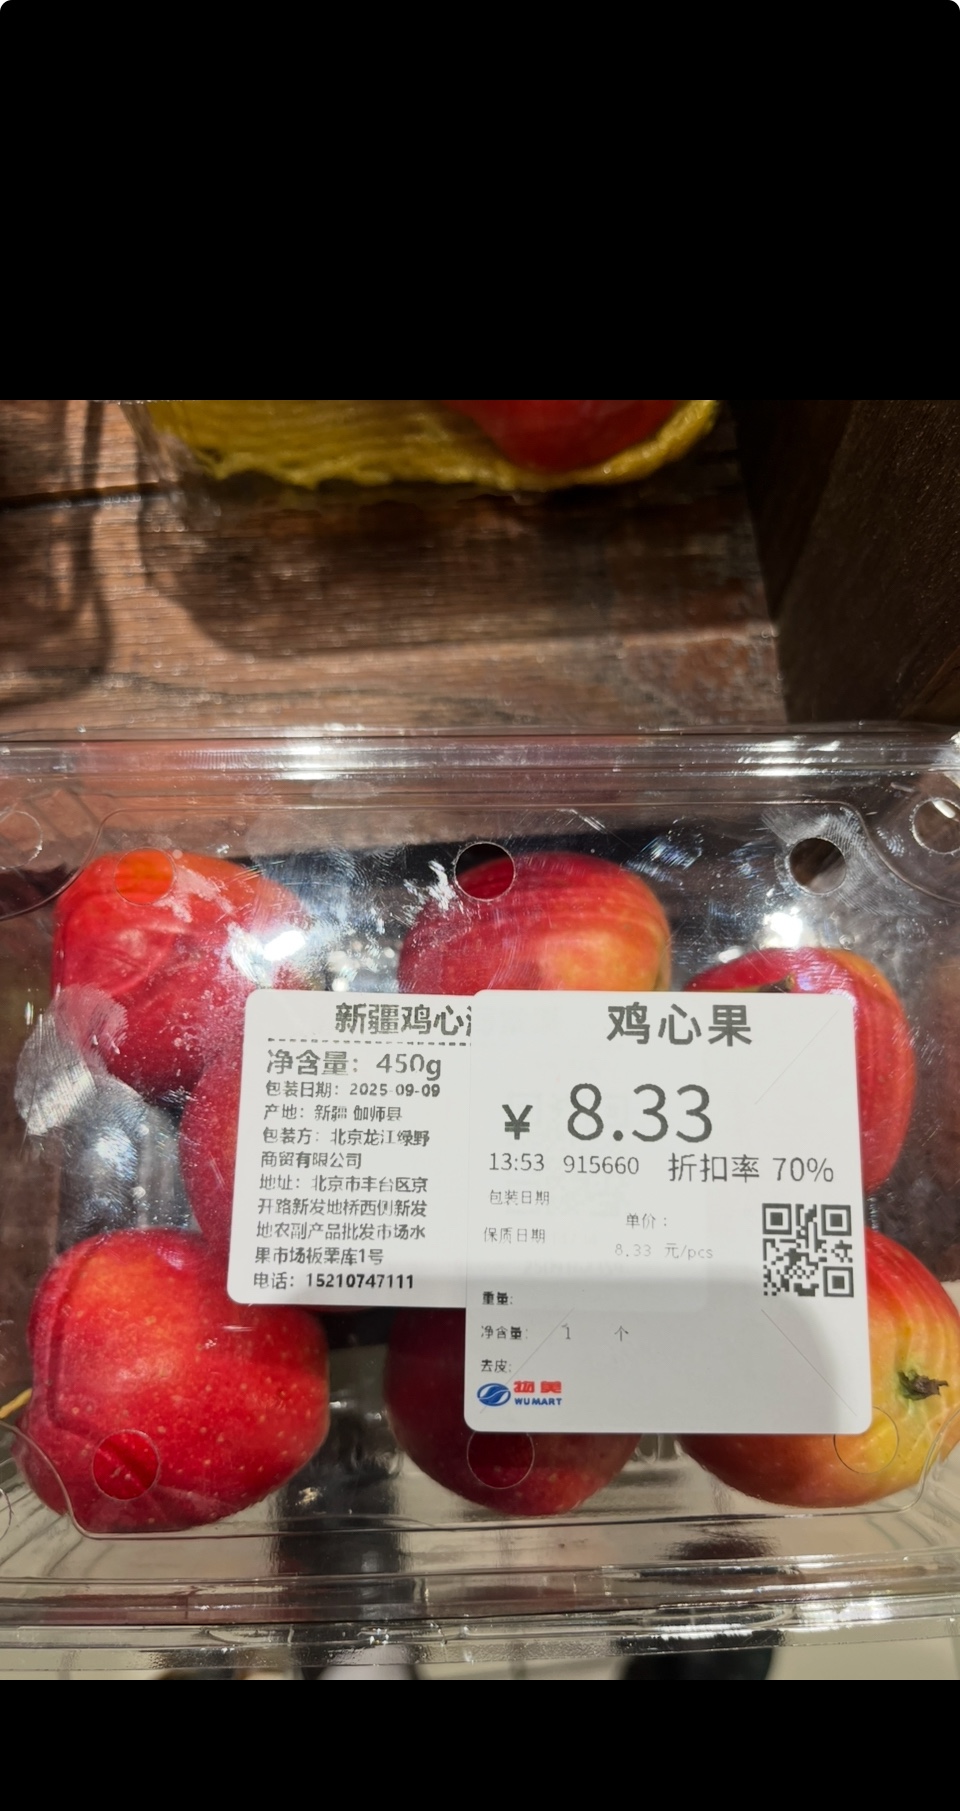 新疆鸡心
净含量：450g
包装日期：2025-09-09
产地：新疆 伽师县
包装方：北京龙江绿野
商贸有限公司
地址：北京市丰台区京
开路新发地桥西侧新发
地农副产品批发市场水
果市场板栗库1号
电话：15210747111
鸡心果
¥ 8.33
13:53 915660 折扣率 70%
包装日期
单价：
保质日期
8.33 元/pcs
重量:
净含量: 1 个
去皮:
物美
WUMART